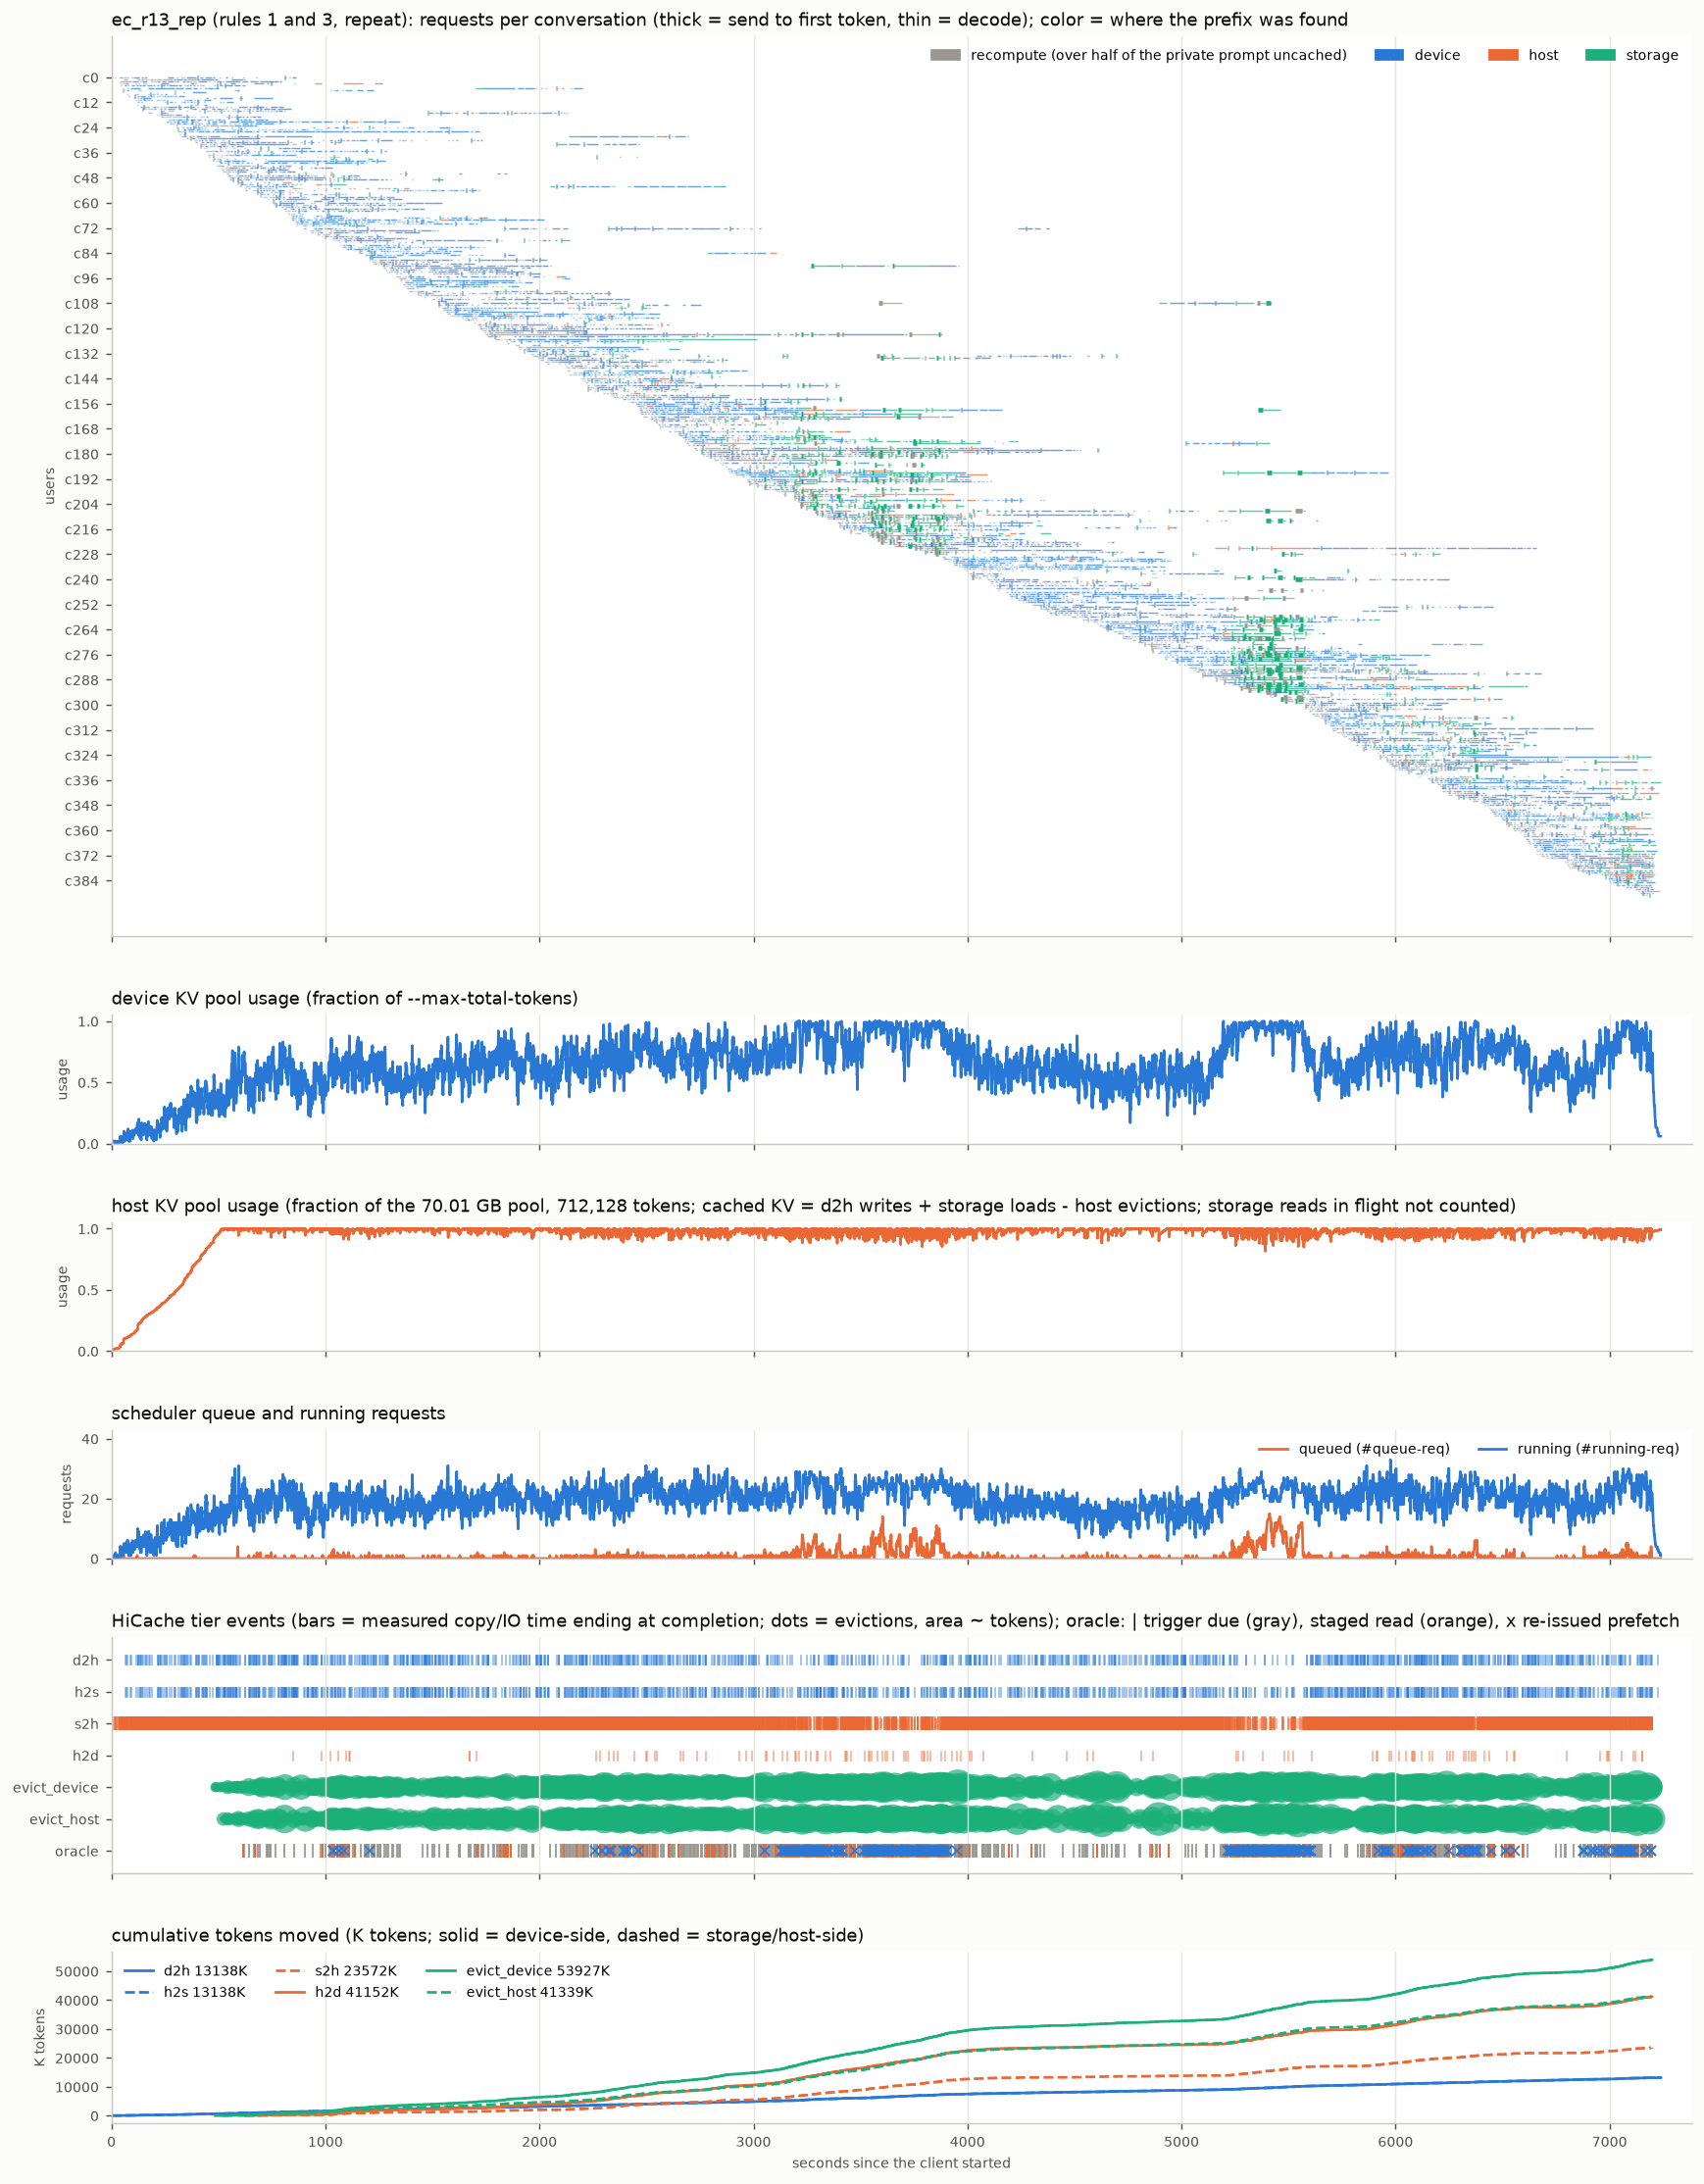 ec_r13_rep (rules 1 and 3, repeat): requests per conversation (thick = send to first token, thin = decode); color = where the prefix was found
recompute (over half of the private prompt uncached) device host storage
c0
c12
c24
c36
c48
c60
c72
c84
c96
c108
c120
c132
c144
c156
c168
c180
c192
c204
c216
c228
c240
c252
c264
c276
c288
c300
c312
c324
c336
c348
c360
c372
c384
users
device KV pool usage (fraction of --max-total-tokens)
1.0
0.5
0.0
usage
host KV pool usage (fraction of the 70.01 GB pool, 712,128 tokens; cached KV = d2h writes + storage loads - host evictions; storage reads in flight not counted)
1.0
0.5
0.0
usage
scheduler queue and running requests
queued (#queue-req) running (#running-req)
40
20
0
requests
HiCache tier events (bars = measured copy/IO time ending at completion; dots = evictions, area ~ tokens); oracle: | trigger due (gray), staged read (orange), x re-issued prefetch
d2h
h2s
s2h
h2d
evict_device
evict_host
oracle
cumulative tokens moved (K tokens; solid = device-side, dashed = storage/host-side)
d2h 13138K s2h 23572K evict_device 53927K
h2s 13138K h2d 41152K evict_host 41339K
50000
40000
30000
20000
10000
0
K tokens
0 1000 2000 3000 4000 5000 6000 7000
seconds since the client started